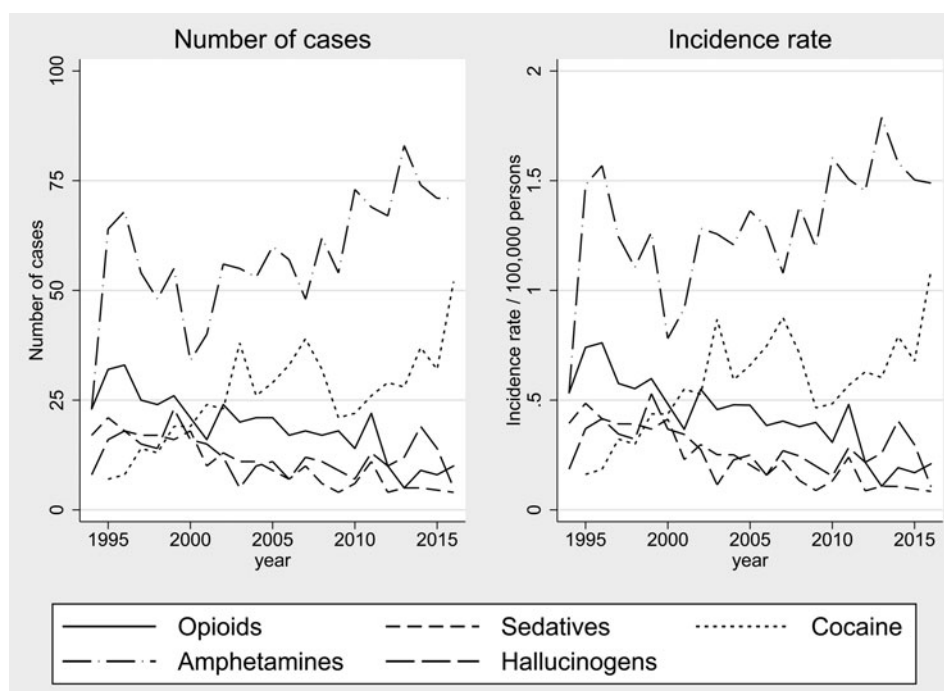 Number of cases
Incidence rate
Number of cases
100
75
50
25
0
1995
2000
2005
2010
2015
year
Incidence rate / 100,000 persons
2
1.5
1
.5
0
1995
2000
2005
2010
2015
year
Opioids
Sedatives
Cocaine
Amphetamines
Hallucinogens